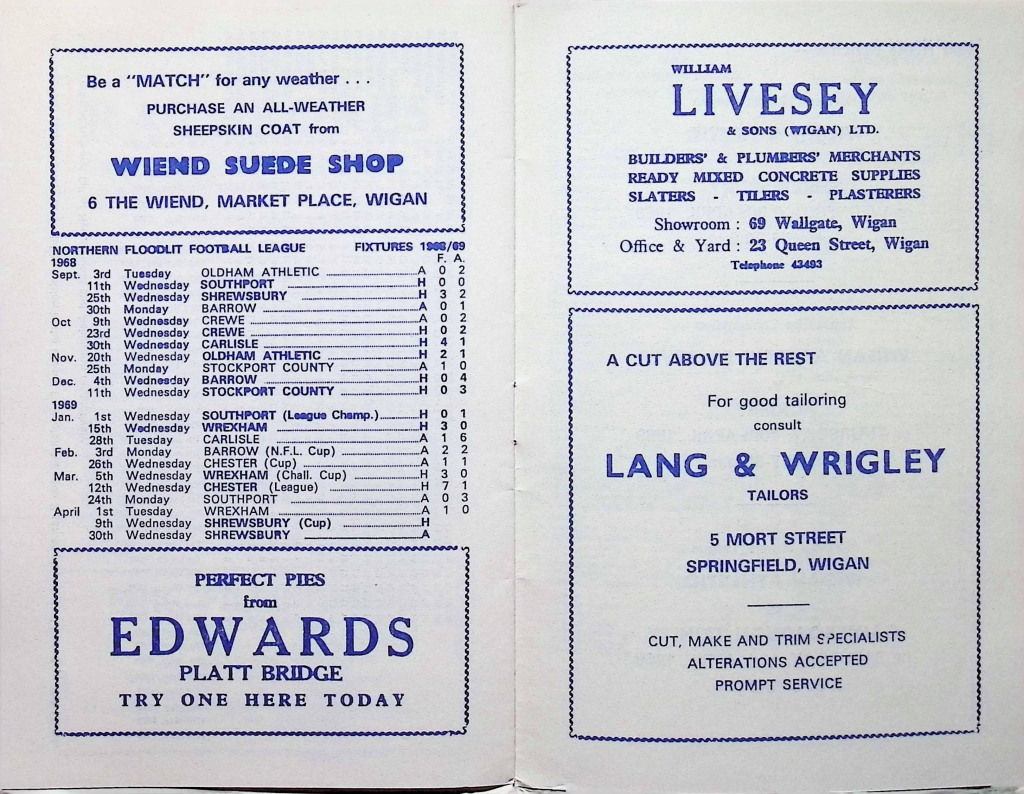 Be a "MATCH" for any weather . . .
PURCHASE AN ALL-WEATHER
SHEEPSKIN COAT from
WIEND SUEDE SHOP
6 THE WIEND, MARKET PLACE, WIGAN
NORTHERN FLOODLIT FOOTBALL LEAGUE FIXTURES 1968/69
1968 F. A.
Sept. 3rd Tuesday OLDHAM ATHLETIC A 0 2
11th Wednesday SOUTHPORT H 0 0
25th Wednesday SHREWSBURY H 3 2
30th Monday BARROW A 0 1
Oct 9th Wednesday CREWE A 0 2
23rd Wednesday CREWE H 0 2
30th Wednesday CARLISLE H 4 1
Nov. 20th Wednesday OLDHAM ATHLETIC H 2 1
25th Monday STOCKPORT COUNTY A 1 0
Dec. 4th Wednesday BARROW H 0 4
11th Wednesday STOCKPORT COUNTY H 0 3
1969
Jan. 1st Wednesday SOUTHPORT (League Champ.) H 0 1
15th Wednesday WREXHAM H 3 0
28th Tuesday CARLISLE A 1 6
Feb. 3rd Monday BARROW (N.F.L. Cup) A 2 2
26th Wednesday CHESTER (Cup) A 1 1
Mar. 5th Wednesday WREXHAM (Chall. Cup) H 3 0
12th Wednesday CHESTER (League) H 7 1
24th Monday SOUTHPORT A 0 3
April 1st Tuesday WREXHAM A 1 0
9th Wednesday SHREWSBURY (Cup) H
30th Wednesday SHREWSBURY A
PERFECT PIES
from
EDWARDS
PLATT BRIDGE
TRY ONE HERE TODAY
WILLIAM
LIVESEY
& SONS (WIGAN) LTD.
BUILDERS' & PLUMBERS' MERCHANTS
READY MIXED CONCRETE SUPPLIES
SLATERS - TILERS - PLASTERERS
Showroom : 69 Wallgate, Wigan
Office & Yard : 23 Queen Street, Wigan
Telephone 43493
A CUT ABOVE THE REST
For good tailoring
consult
LANG & WRIGLEY
TAILORS
5 MORT STREET
SPRINGFIELD, WIGAN
CUT, MAKE AND TRIM SPECIALISTS
ALTERATIONS ACCEPTED
PROMPT SERVICE